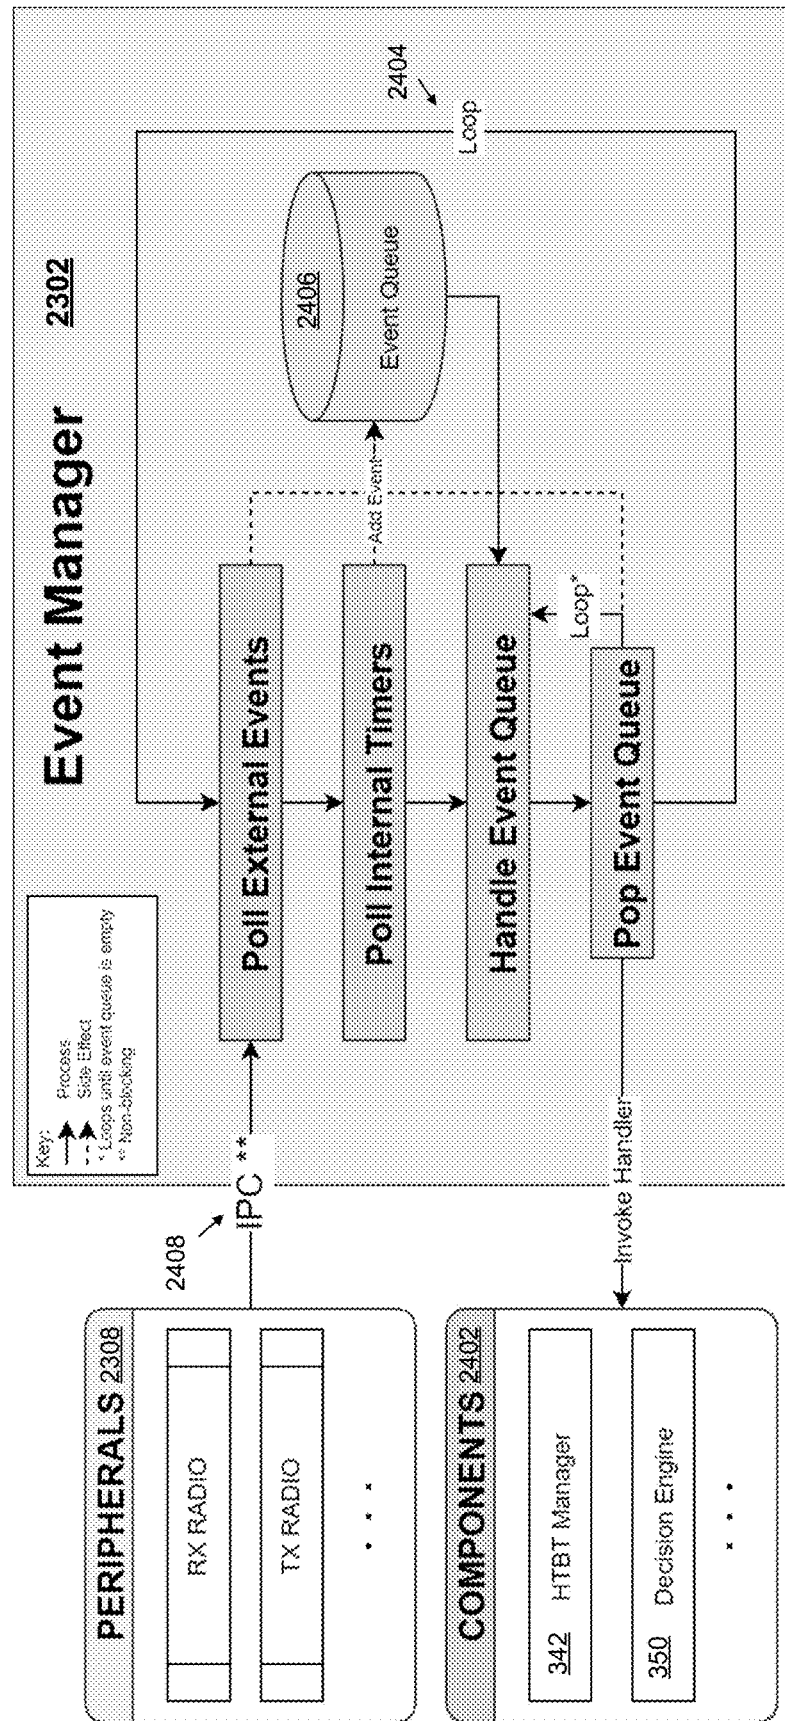 Event Manager 2302
Key:
Process
Side Effect
* Loops until event queue is empty
** Non-blocking
PERIPHERALS 2308
RX RADIO
TX RADIO
2408
IPC **
Poll External Events
Poll Internal Timers
Handle Event Queue
Pop Event Queue
Add Event
2406
Event Queue
Loop*
Loop
2404
Invoke Handler
COMPONENTS 2402
342 HTBT Manager
350 Decision Engine